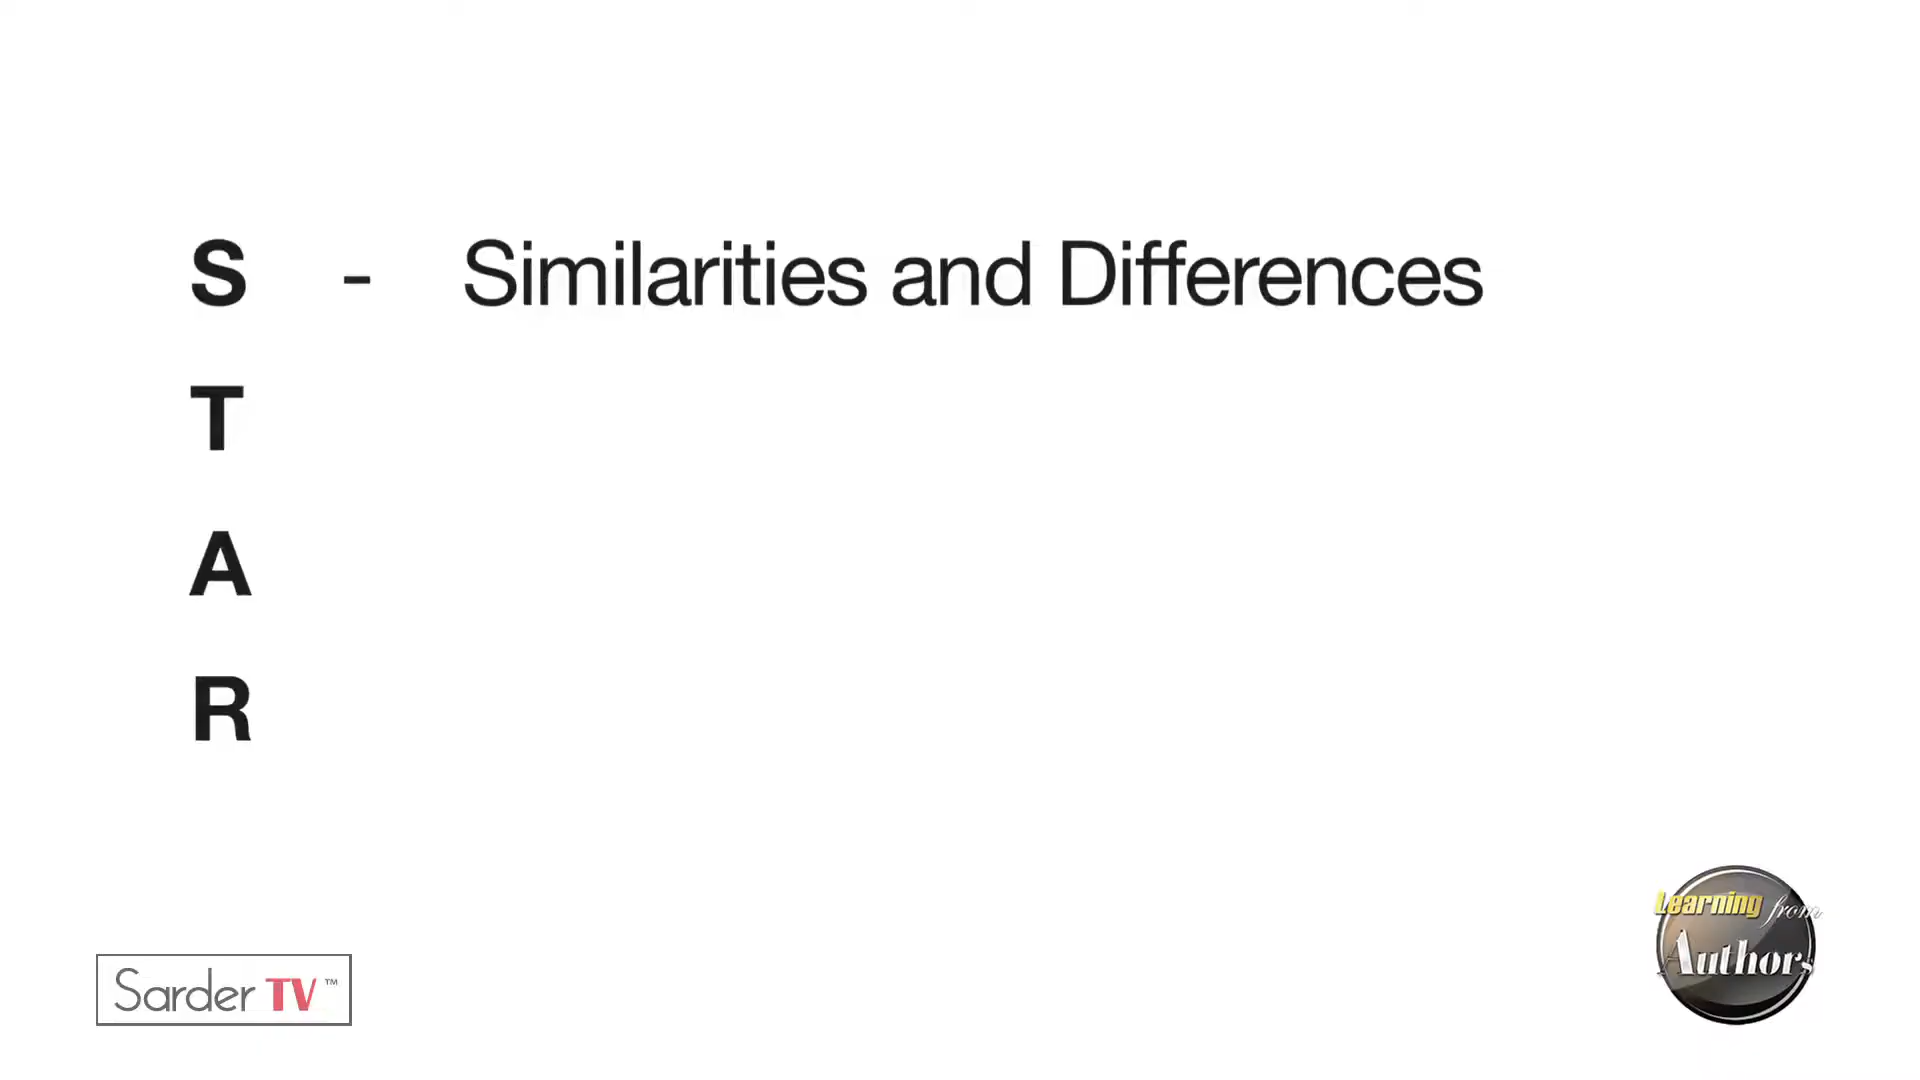 S - Similarities and Differences
T
A
R
Learning from
Authors
Sarder TV™